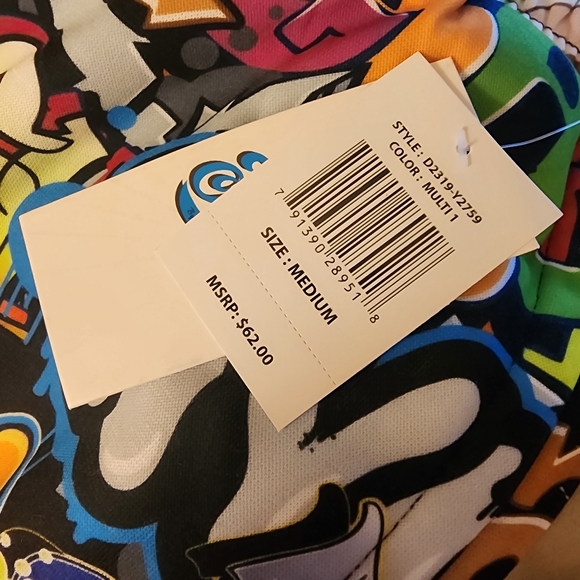 STYLE : D2319-Y2759
COLOR : MULTI 1
7 91390 28951 8
SIZE : MEDIUM
MSRP: $62.00